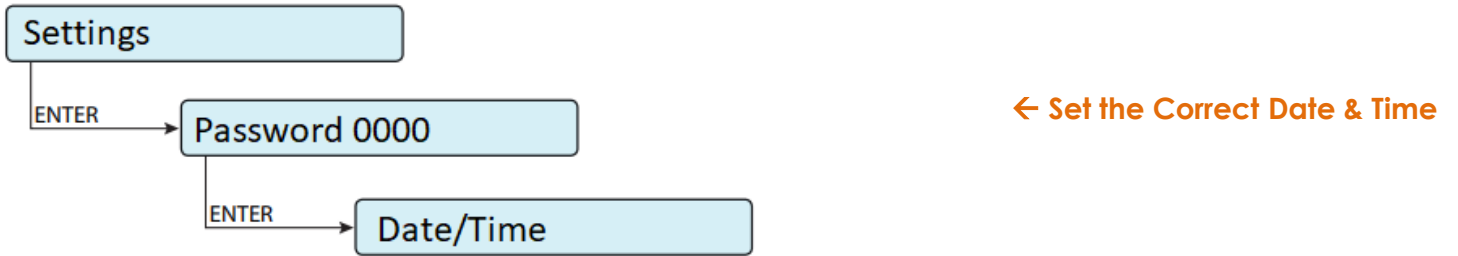 Settings
ENTER
Password 0000
← Set the Correct Date & Time
ENTER
Date/Time